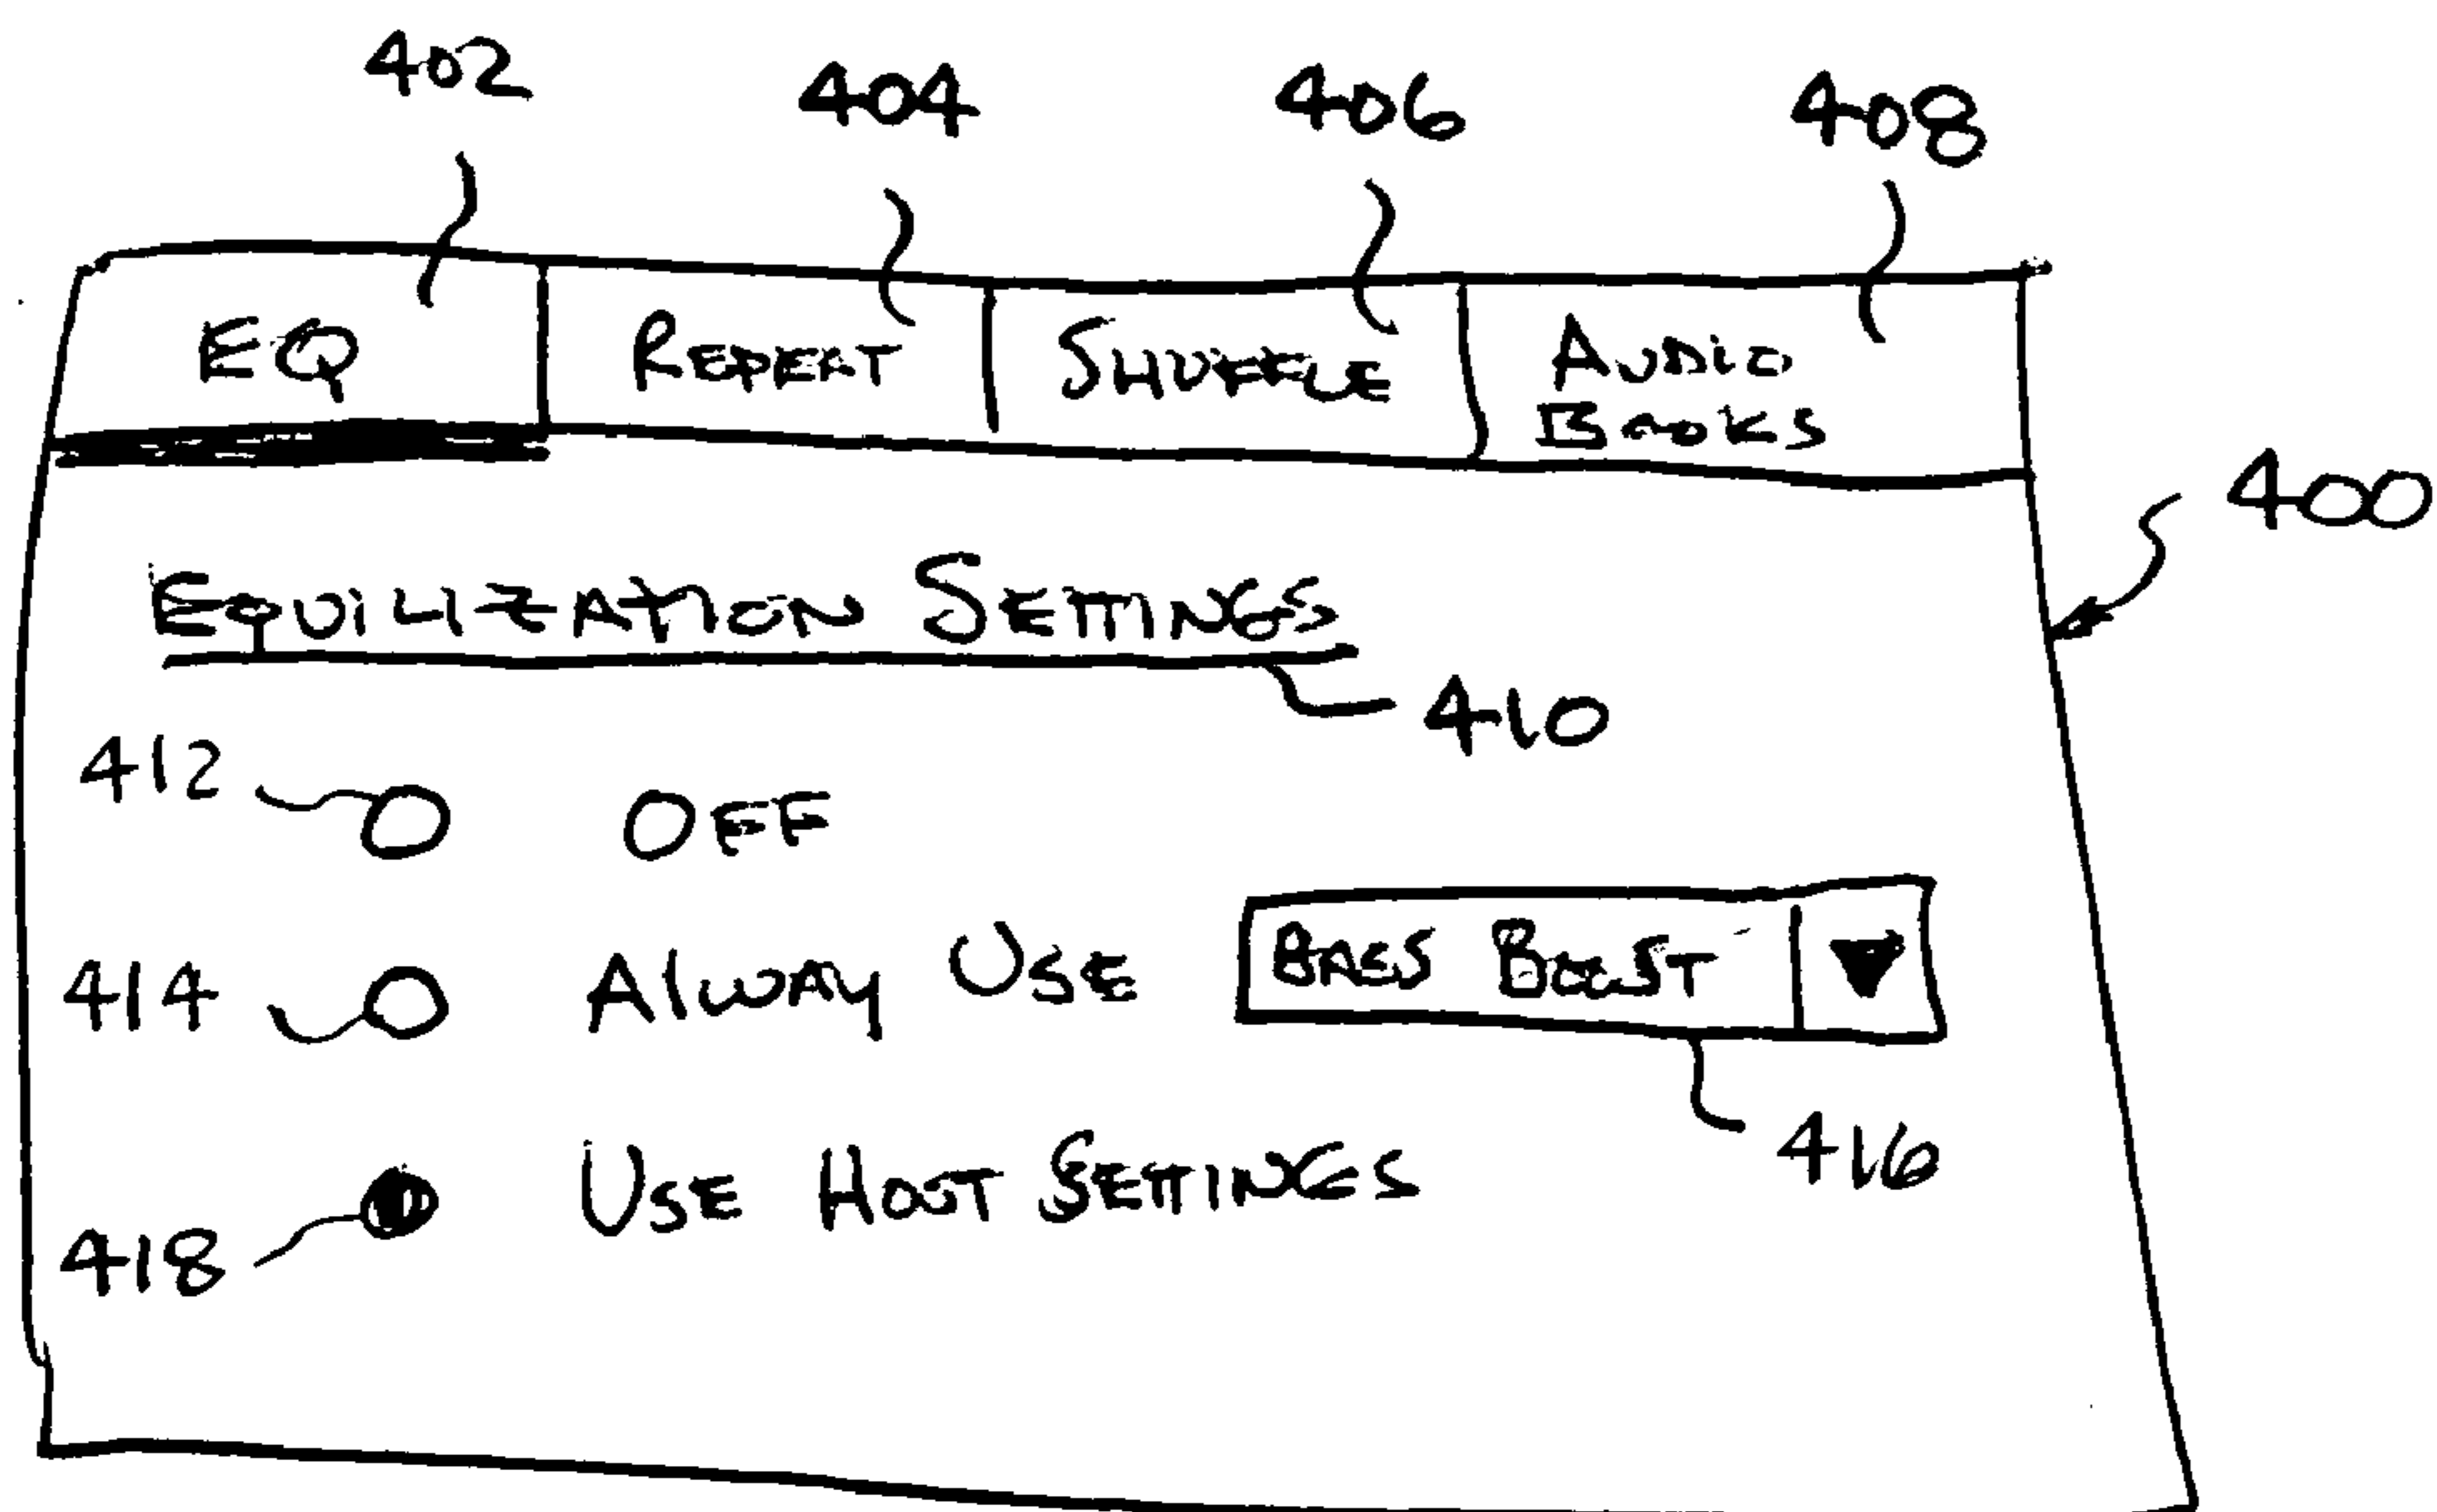 402 404 406 408
EQ REPEAT SHUFFLE AUDIO
BOOKS
400
EQUILIZATION SETTINGS
410
412 OFF
414 Alway USE BASS BOOST
416
418 USE HOST SETTINGS